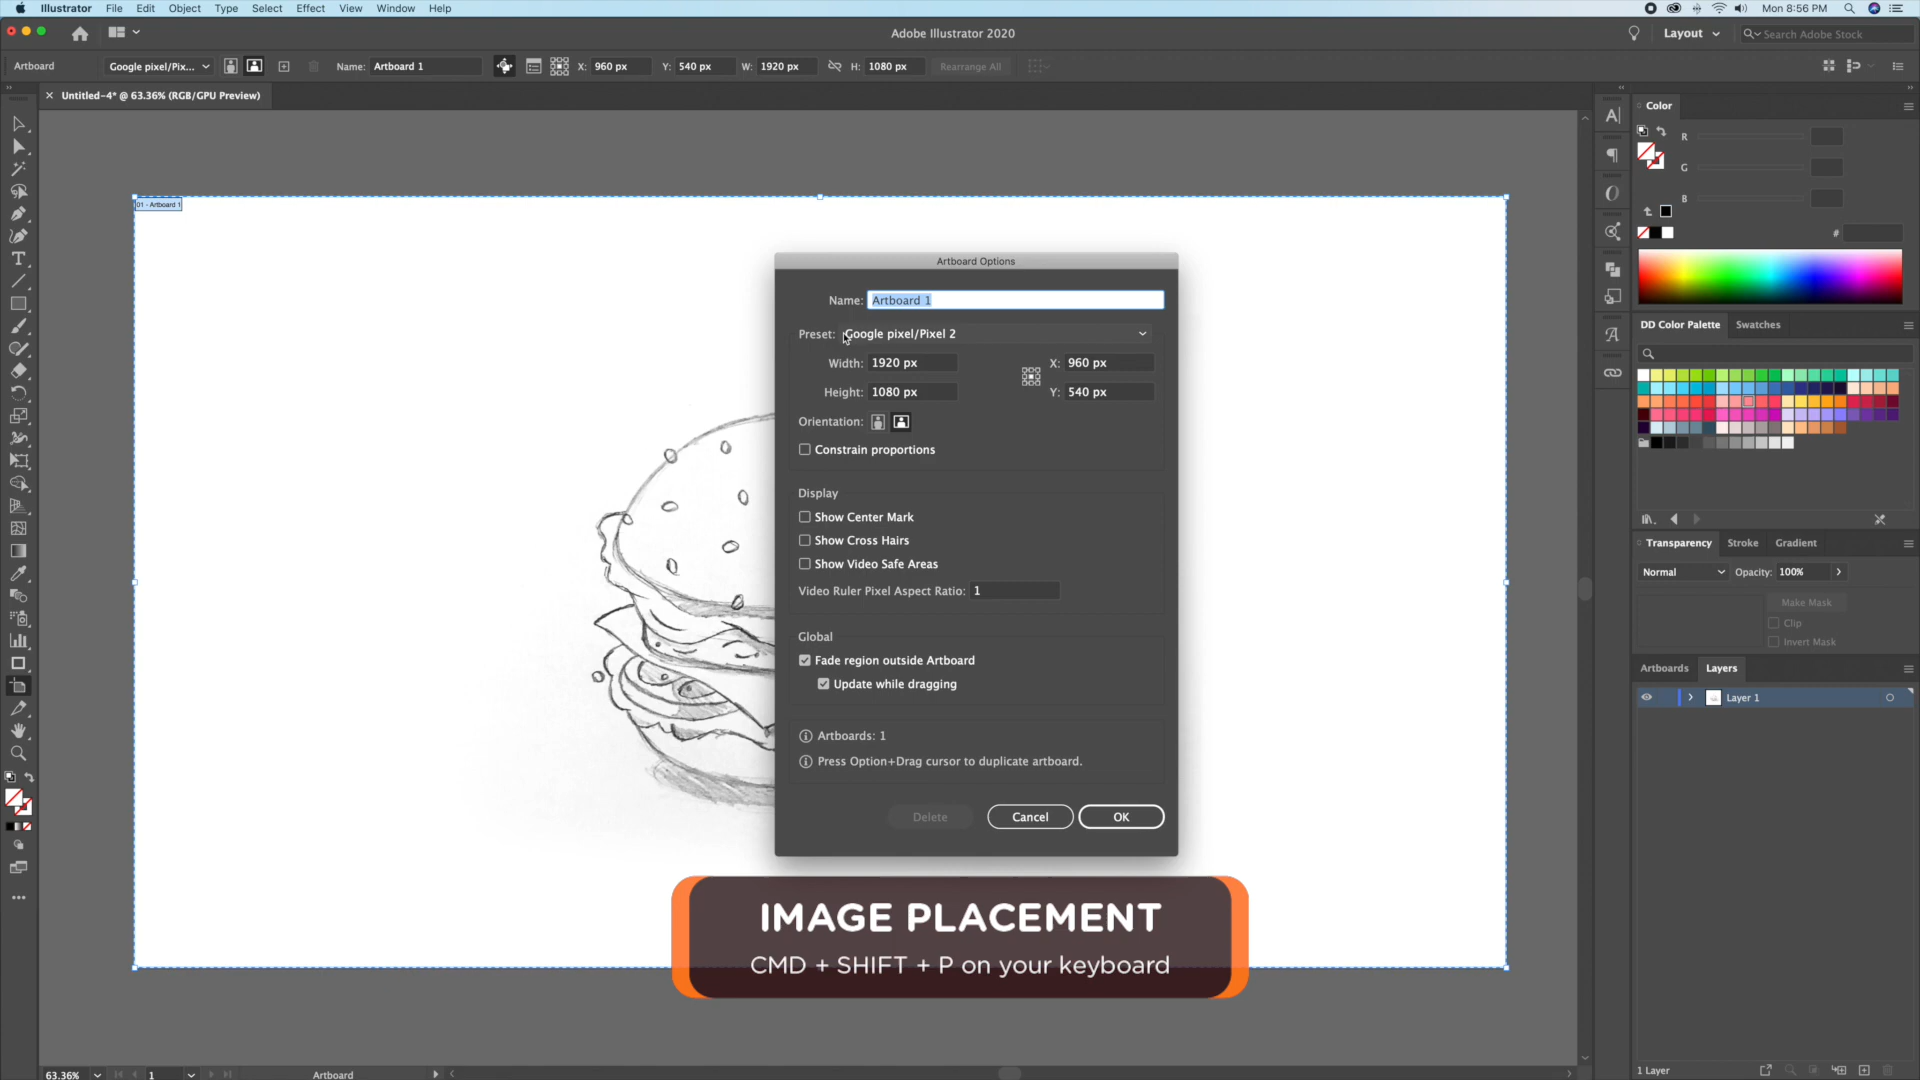 Illustrator File Edit Object Type Select Effect View Window Help
Mon 8:56 PM
Adobe Illustrator 2020
Layout
Search Adobe Stock
Artboard
Google pixel/Pix...
Name: Artboard 1
X: 960 px
Y: 540 px
W: 1920 px
H: 1080 px
Rearrange All
× Untitled-4* @ 63.36% (RGB/GPU Preview)
01 - Artboard 1
Artboard Options
Name: Artboard 1
Preset: Google pixel/Pixel 2
Width: 1920 px
X: 960 px
Height: 1080 px
Y: 540 px
Orientation:
Constrain proportions
Display
Show Center Mark
Show Cross Hairs
Show Video Safe Areas
Video Ruler Pixel Aspect Ratio: 1
Global
Fade region outside Artboard
Update while dragging
Artboards: 1
Press Option+Drag cursor to duplicate artboard.
Delete
Cancel
OK
IMAGE PLACEMENT
CMD + SHIFT + P on your keyboard
Color
R
G
B
#
DD Color Palette
Swatches
Transparency
Stroke
Gradient
Normal
Opacity: 100%
Make Mask
Clip
Invert Mask
Artboards
Layers
Layer 1
1 Layer
63.36%
1
Artboard